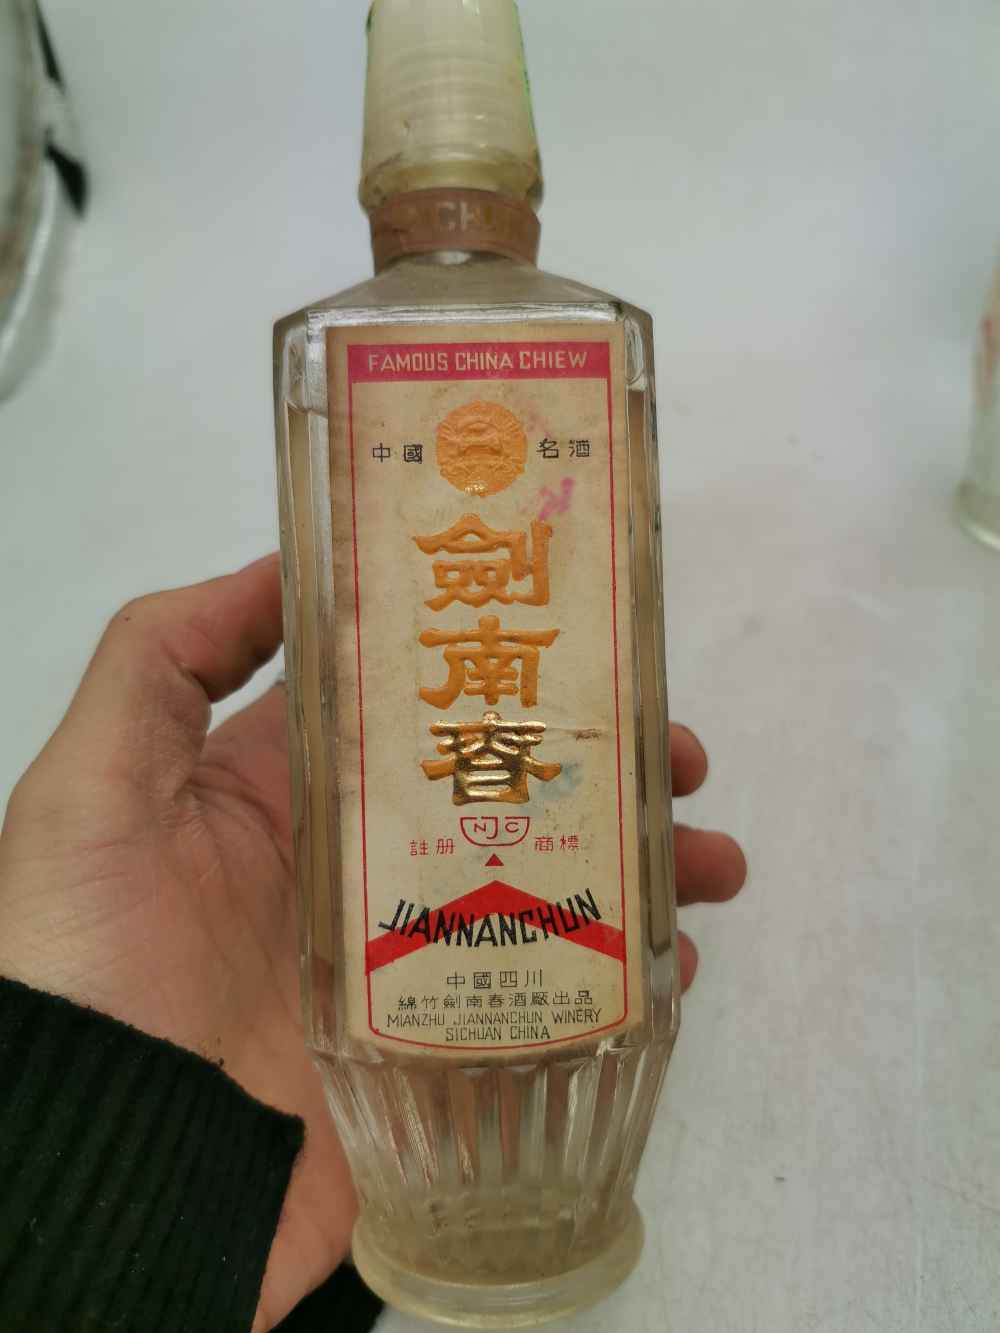 FAMOUS CHINA CHIEW
中國 名酒
劍
南
春
NJC
註册 商標
JIANNANCHUN
中國四川
綿竹劍南春酒厰出品
MIANZHU JIANNANCHUN WINERY
SICHUAN CHINA